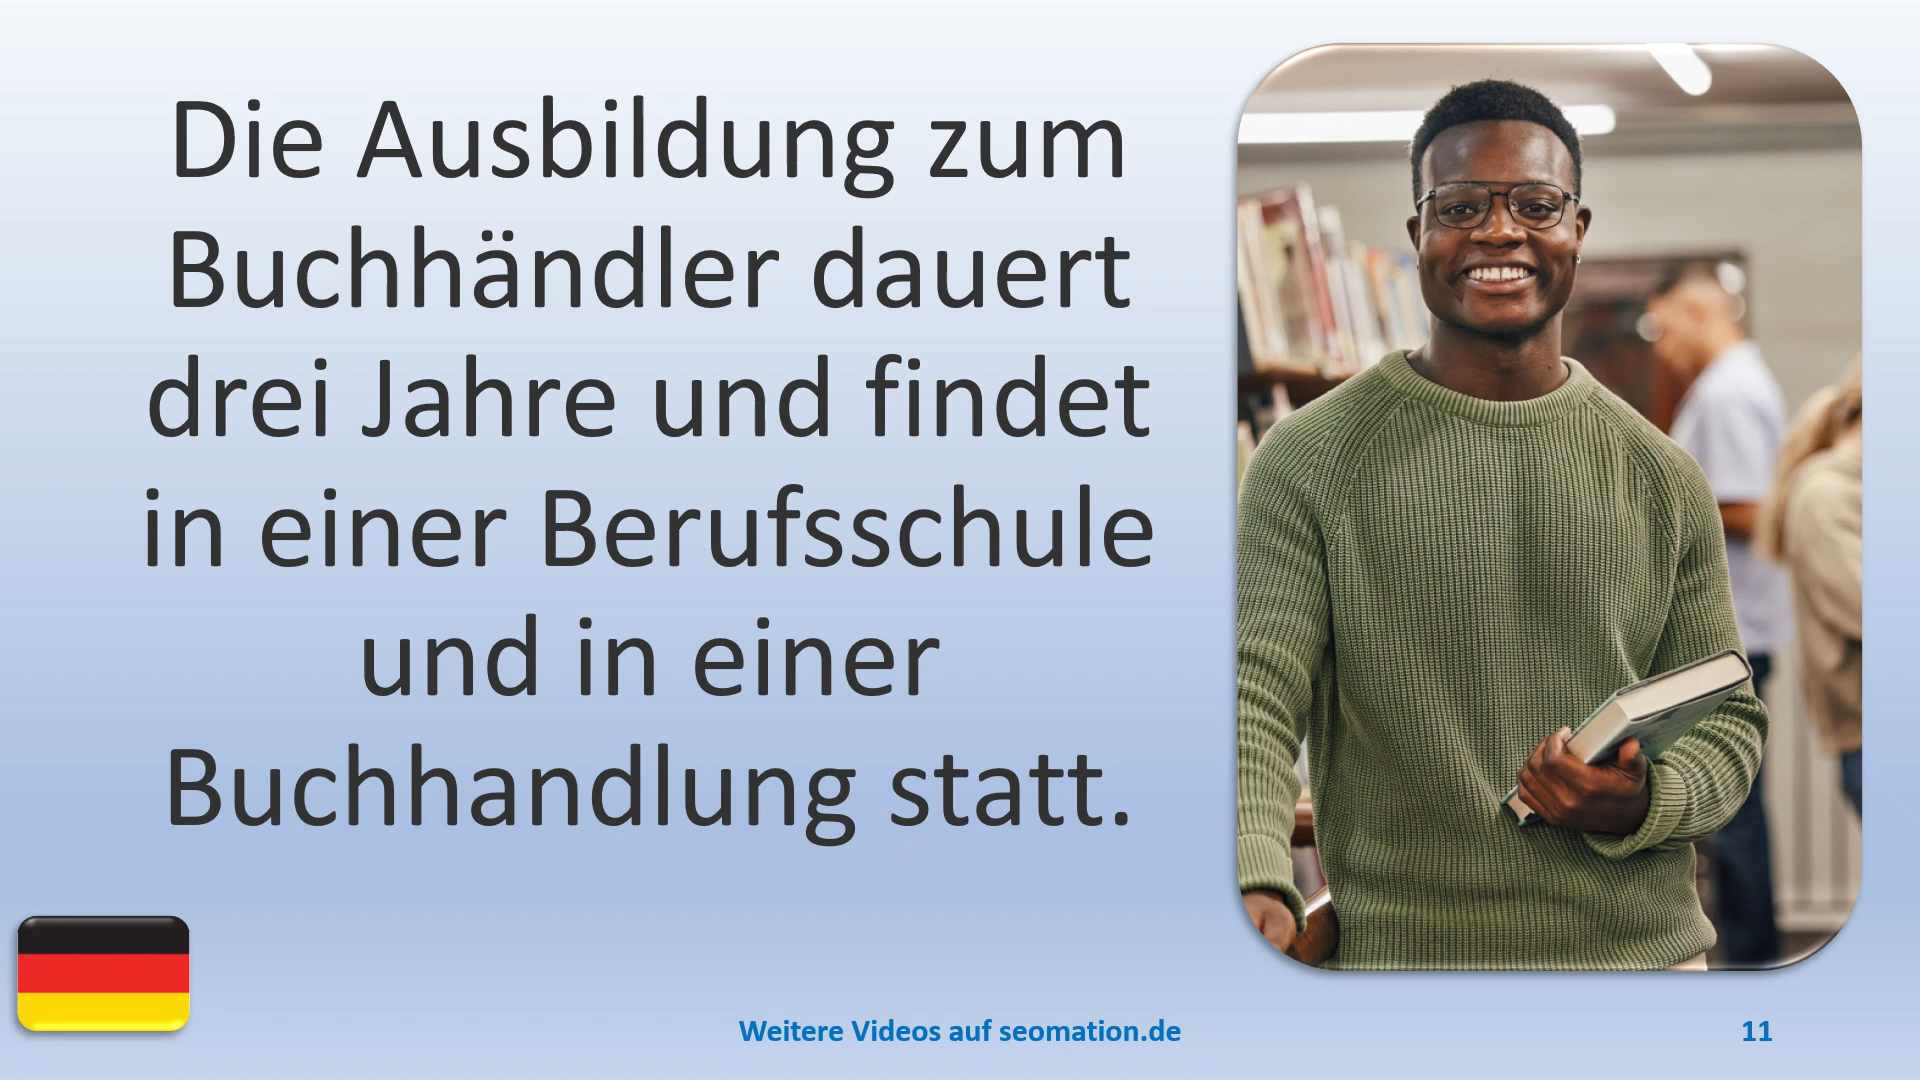 Die Ausbildung zum
Buchhändler dauert
drei Jahre und findet
in einer Berufsschule
und in einer
Buchhandlung statt.
Weitere Videos auf seomation.de
11